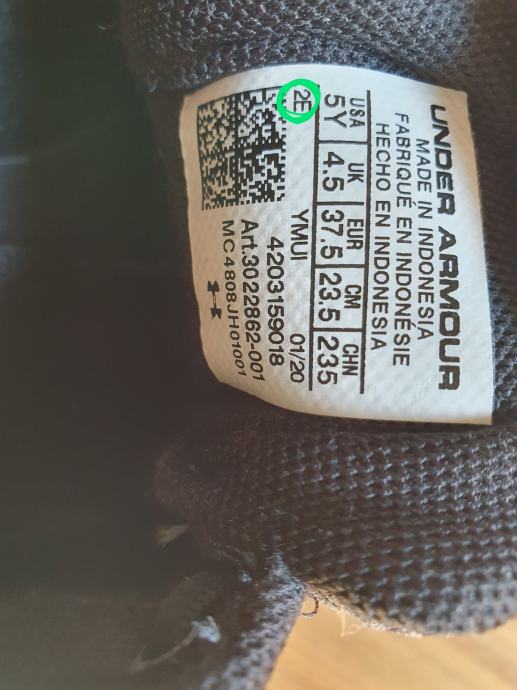 UNDER ARMOUR
MADE IN INDONESIA
FABRIQUÉ EN INDONÉSIE
HECHO EN INDONESIA
USA UK EUR CM CHN
5Y 4.5 37.5 23.5 235
2E YMUI 01/20
4203159018
Art.3022862-001
MC4808JH01001